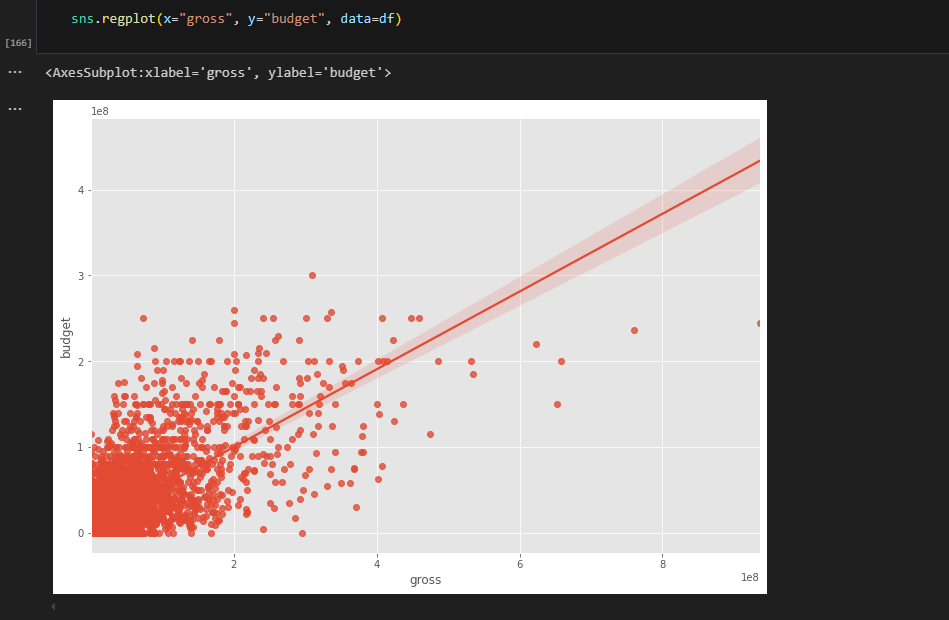 sns.regplot(x="gross", y="budget", data=df)
[166]
... <AxesSubplot:xlabel='gross', ylabel='budget'>
...
1e8
4
3
2
1
0
budget
2 4 6 8
1e8
gross